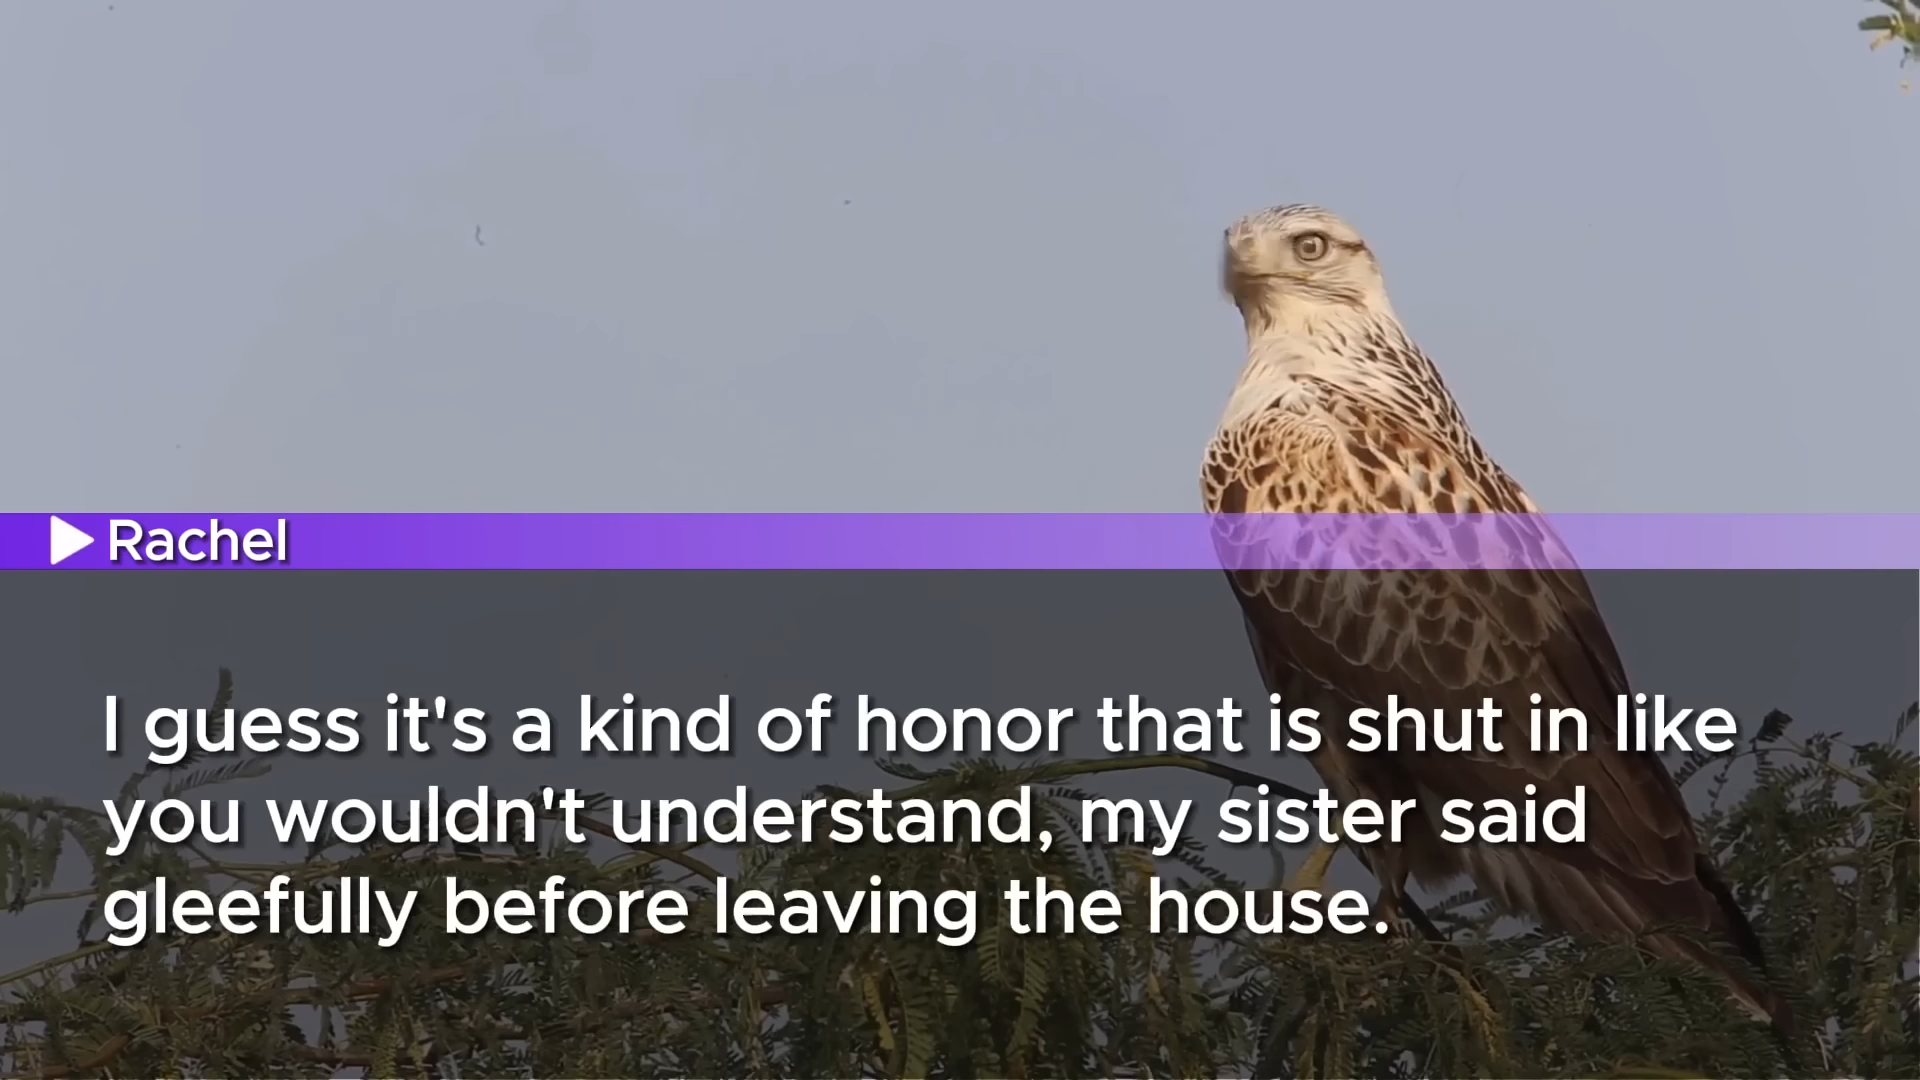 Rachel
I guess it's a kind of honor that is shut in like
you wouldn't understand, my sister said
gleefully before leaving the house.